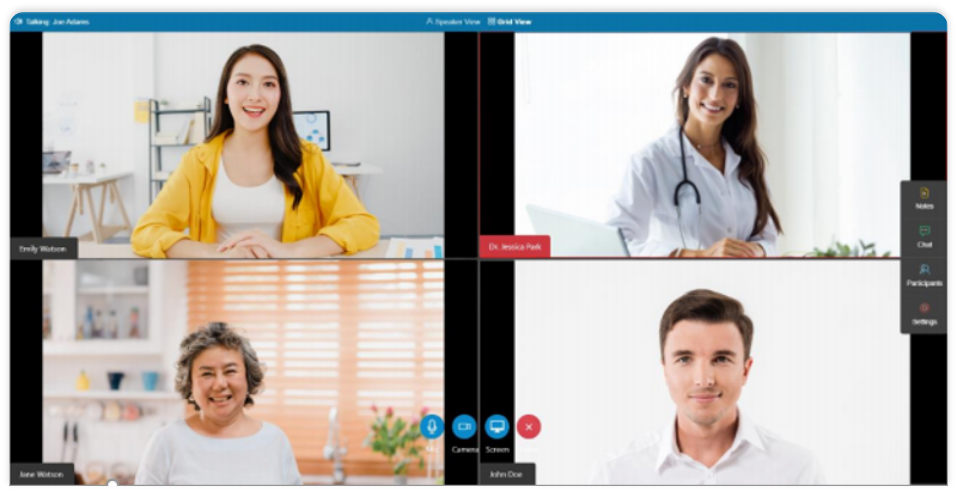 Talking: Joe Adams
Speaker View
Grid View
Emily Watson
Dr. Jessica Park
Notes
Chat
Participants
Settings
Camera
Screen
Jane Watson
John Doe